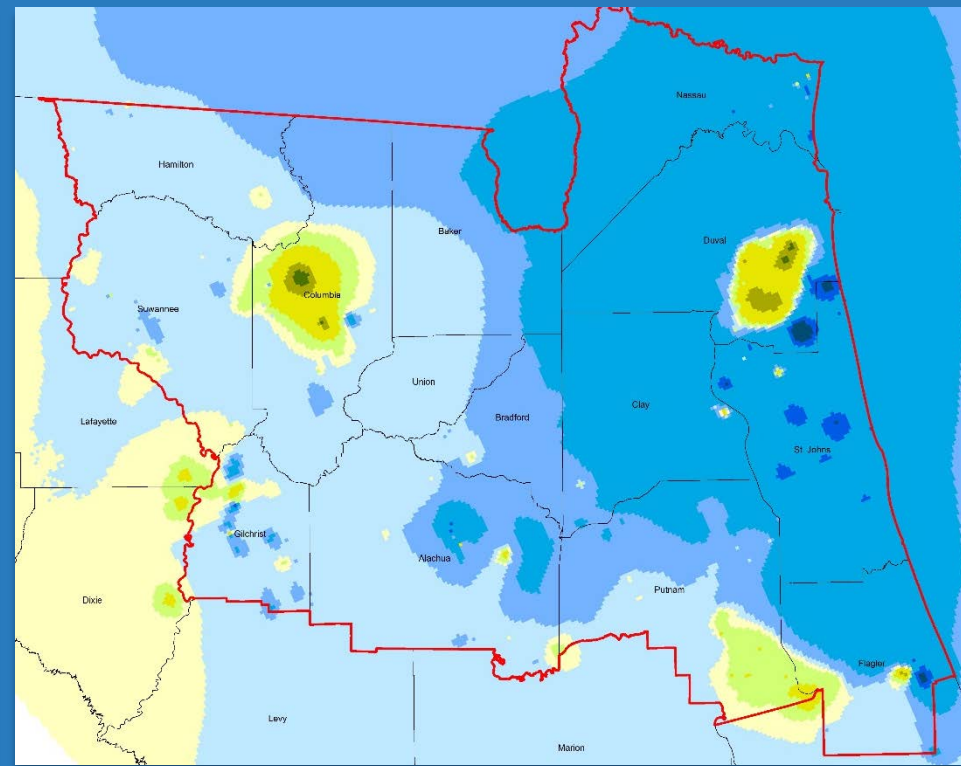 Nassau
Hamilton
Baker
Duval
Columbia
Suwannee
Union
Clay
Lafayette
Bradford
St. Johns
Gilchrist
Alachua
Putnam
Dixie
Flagler
Levy
Marion